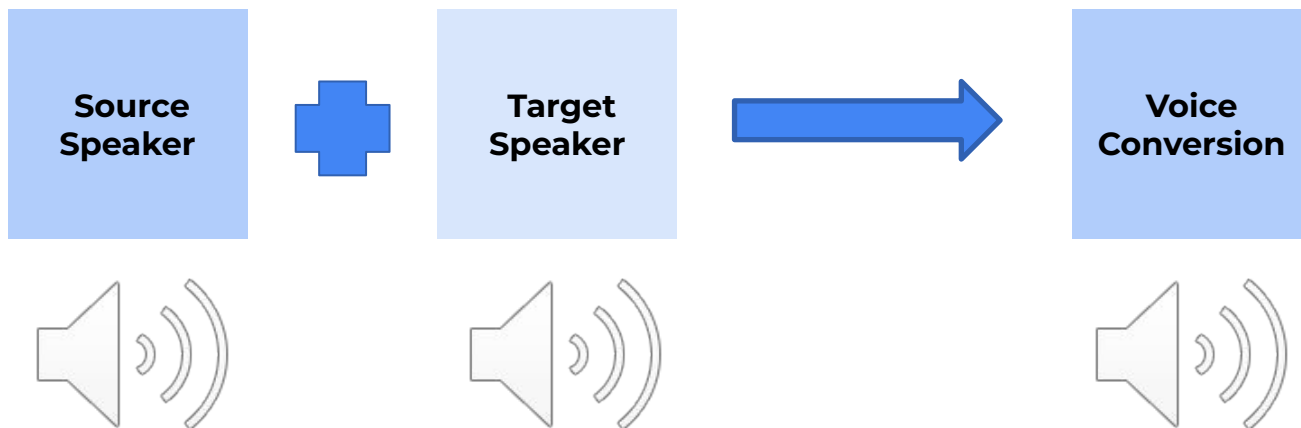 Source
Speaker
Target
Speaker
Voice
Conversion